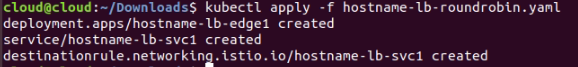 cloud@cloud:~/Downloads$ kubectl apply -f hostname-lb-roundrobin.yaml
deployment.apps/hostname-lb-edge1 created
service/hostname-lb-svc1 created
destinationrule.networking.istio.io/hostname-lb-svc1 created